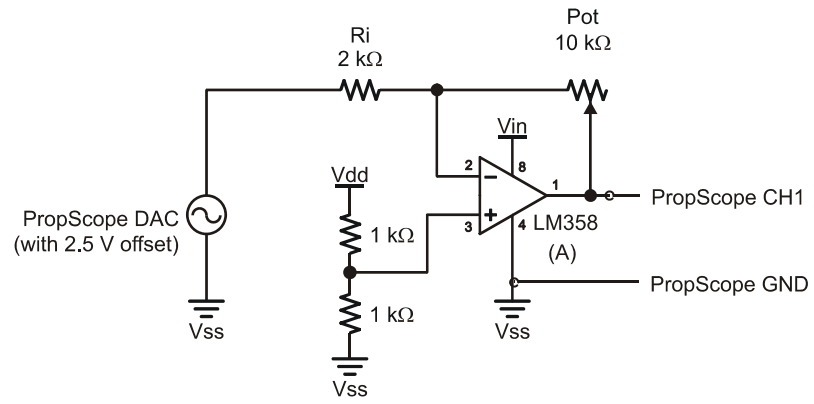 Ri
2 kΩ
Pot
10 kΩ
Vin
Vdd
2
8
1
3
4
LM358
(A)
1 kΩ
1 kΩ
PropScope DAC
(with 2.5 V offset)
PropScope CH1
PropScope GND
Vss
Vss
Vss